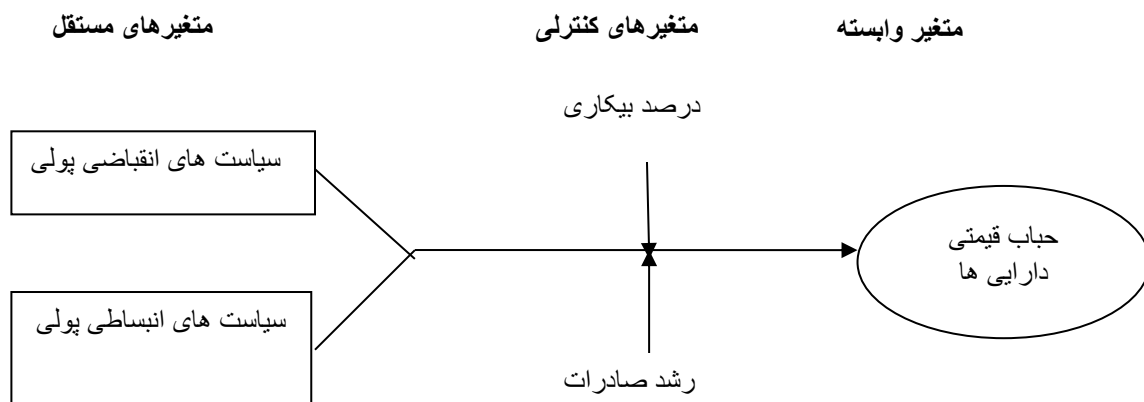 متغیرهای مستقل
متغیرهای کنترلی
متغیر وابسته
درصد بیکاری
سیاست های انقباضی پولی
حباب قیمتی
دارایی ها
سیاست های انبساطی پولی
رشد صادرات